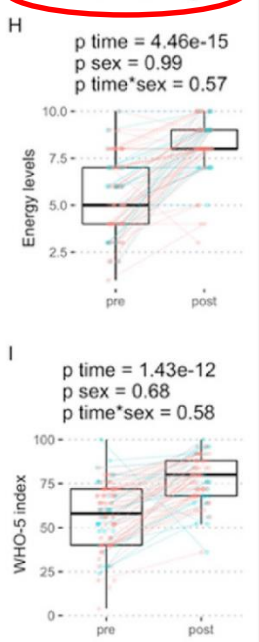 H
p time = 4.46e-15
p sex = 0.99
p time*sex = 0.57
10.0
7.5
5.0
2.5
Energy levels
pre post
I
p time = 1.43e-12
p sex = 0.68
p time*sex = 0.58
100
75
50
25
0
WHO-5 index
pre post